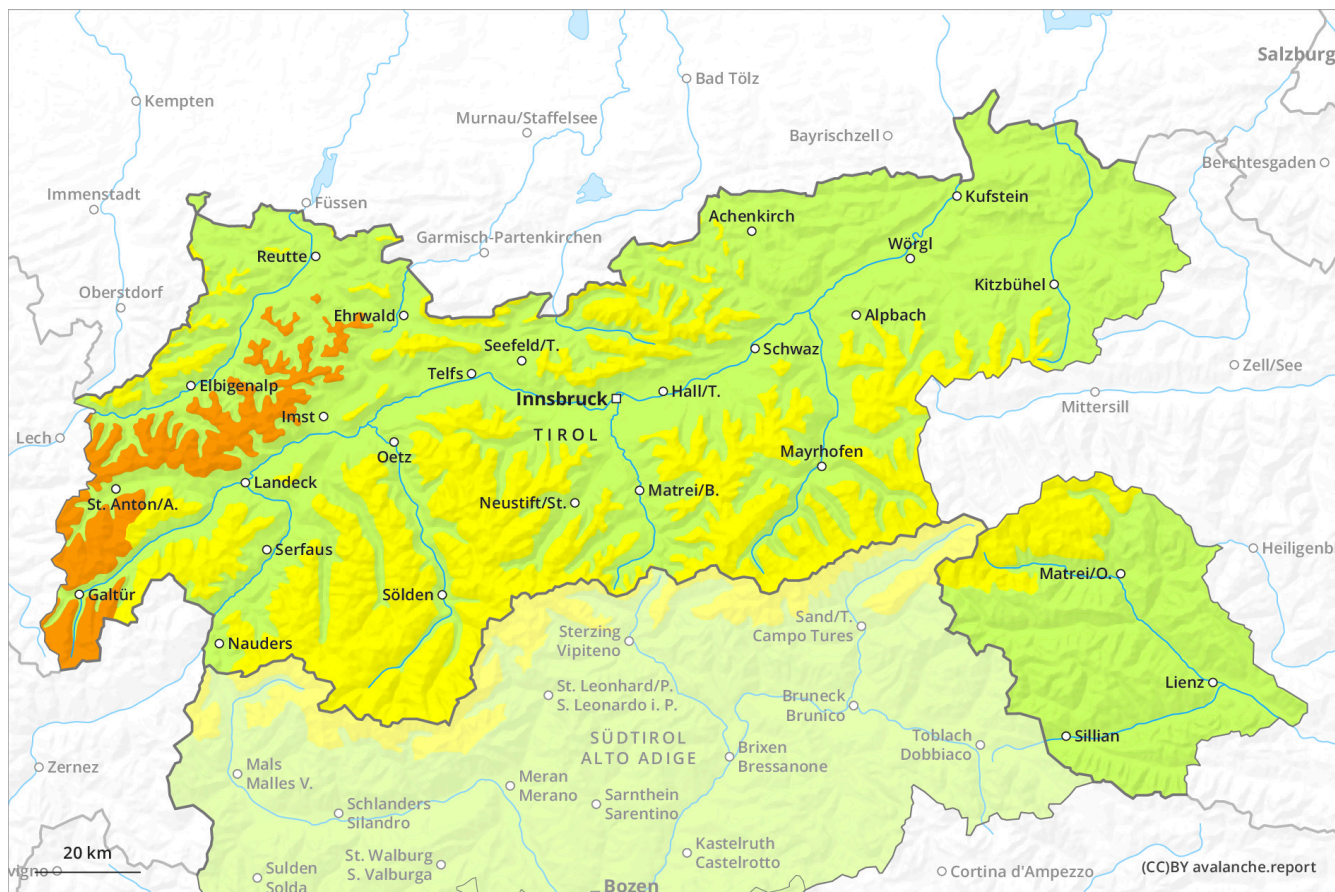 Salzburg
Bad Tölz
Kempten
Murnau/Staffelsee
Bayrischzell
Berchtesgaden
Immenstadt
Füssen
Kufstein
Achenkirch
Garmisch-Partenkirchen
Wörgl
Reutte
Kitzbühel
Oberstdorf
Ehrwald
Alpbach
Seefeld/T.
Schwaz
Zell/See
Telfs
Elbigenalp
Hall/T.
Innsbruck
Mittersill
Imst
TIROL
Lech
Oetz
Mayrhofen
Landeck
Matrei/B.
St. Anton/A.
Neustift/St.
Serfaus
Heiligenb
Matrei/O.
Galtür
Sölden
Sand/T.
Campo Tures
Sterzing
Vipiteno
Nauders
Lienz
St. Leonhard/P.
S. Leonardo i. P.
Bruneck
Brunico
Sillian
SÜDTIROL
ALTO ADIGE
Toblach
Dobbiaco
Brixen
Bressanone
Zernez
Mals
Malles V.
Meran
Merano
Schlanders
Silandro
Sarnthein
Sarentino
Kastelruth
Castelrotto
20 km
St. Walburg
S. Valburga
vigno
Sulden
Solda
Cortina d'Ampezzo
(CC)BY avalanche.report
Bozen